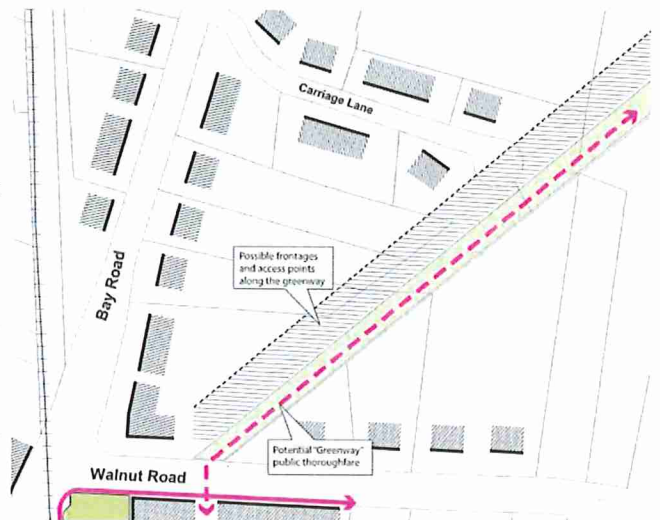 Carriage Lane
Possible frontages
and access points
along the greenway
Bay Road
Potential "Greenway"
public thoroughfare
Walnut Road